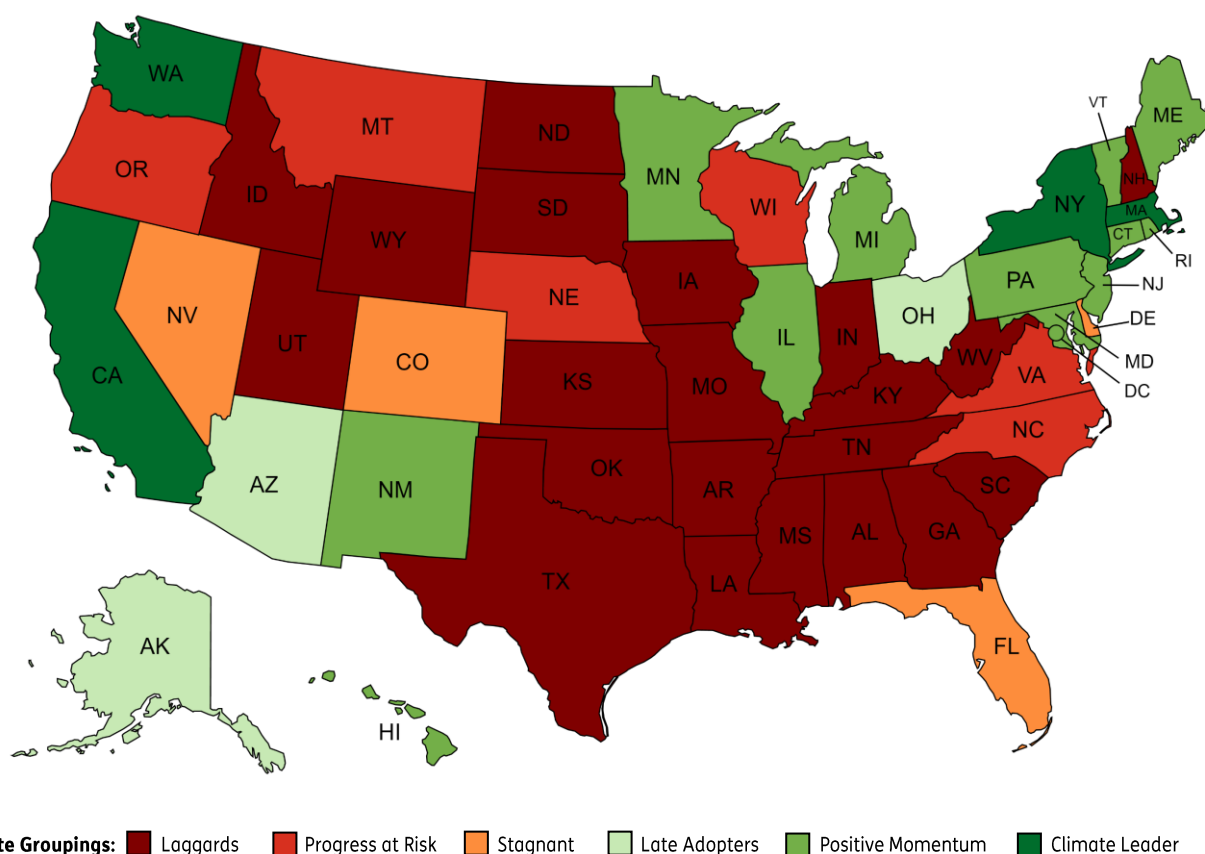 WA
MT
ND
MN
VT
ME
OR
ID
SD
WI
NH
NY
MA
WY
MI
CT
RI
IA
NE
PA
NJ
NV
UT
CO
IL
IN
OH
DE
CA
KS
MO
WV
VA
MD
KY
DC
NC
TN
AZ
NM
OK
AR
SC
MS
AL
GA
TX
LA
AK
FL
HI
Groupings: Laggards Progress at Risk Stagnant Late Adopters Positive Momentum Climate Leader